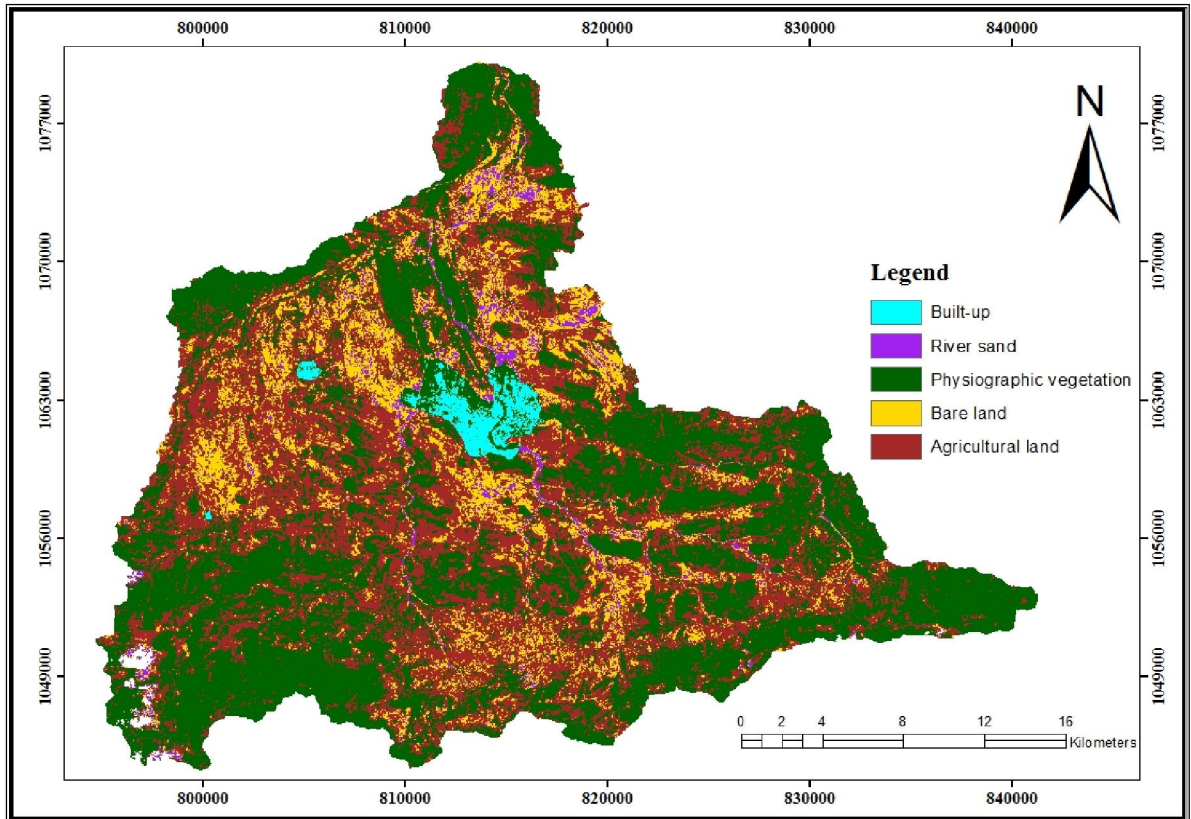 800000 810000 820000 830000 840000
1077000 1077000
N
1070000 1070000
Legend
Built-up
River sand
Physiographic vegetation
1063000 1063000
Bare land
Agricultural land
1056000 1056000
1049000 1049000
0 2 4 8 12 16
Kilometers
800000 810000 820000 830000 840000